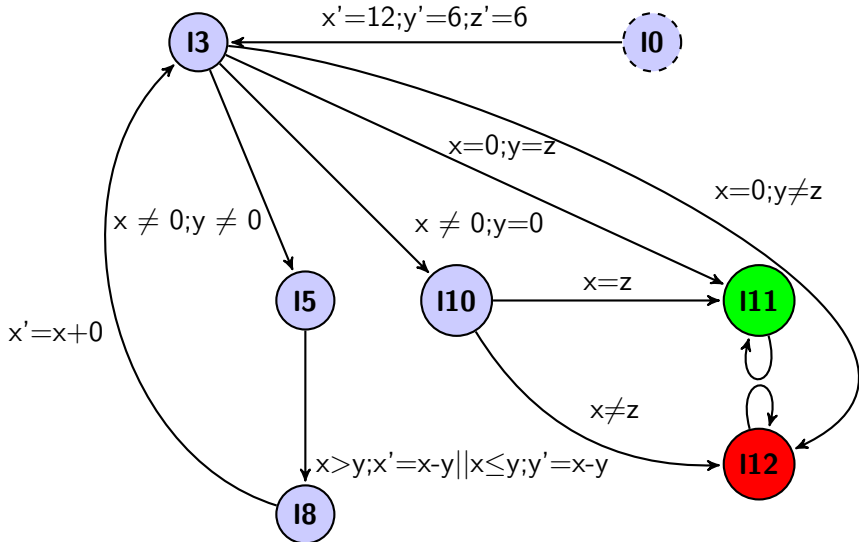 x'=12;y'=6;z'=6
l3
l0
x=0;y=z
x=0;y≠z
x ≠ 0;y ≠ 0
x ≠ 0;y=0
l5
l10
x=z
l11
x'=x+0
x≠z
l12
x>y;x'=x-y||x≤y;y'=x-y
l8